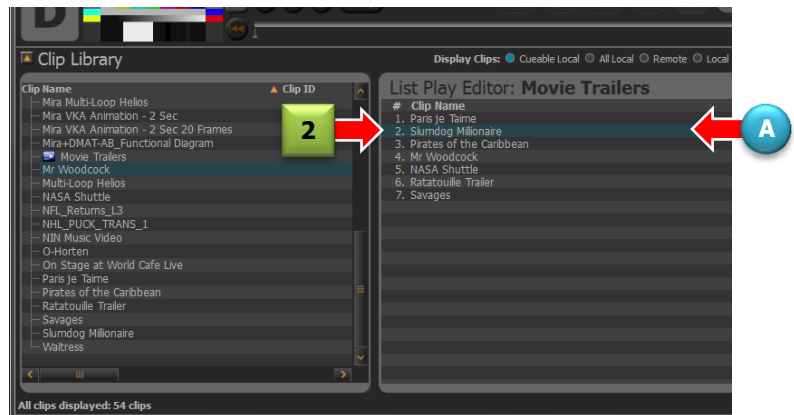 D
Clip Library
Display Clips: Cueable Local All Local Remote Local
Clip Name Clip ID
Mira Multi-Loop Helios
Mira VKA Animation - 2 Sec
Mira VKA Animation - 2 Sec 20 Frames
Mira+DMAT-AB_Functional Diagram
Movie Trailers
Mr Woodcock
Multi-Loop Helios
NASA Shuttle
NFL_Returns_L3
NHL_PUCK_TRANS_1
NIN Music Video
O-Horten
On Stage at World Cafe Live
Paris je Taime
Pirates of the Caribbean
Ratatouille Trailer
Savages
Slumdog Millionaire
Waitress
2
List Play Editor: Movie Trailers
# Clip Name
1. Paris je Taime
2. Slumdog Millionaire
3. Pirates of the Caribbean
4. Mr Woodcock
5. NASA Shuttle
6. Ratatouille Trailer
7. Savages
A
All clips displayed: 54 clips